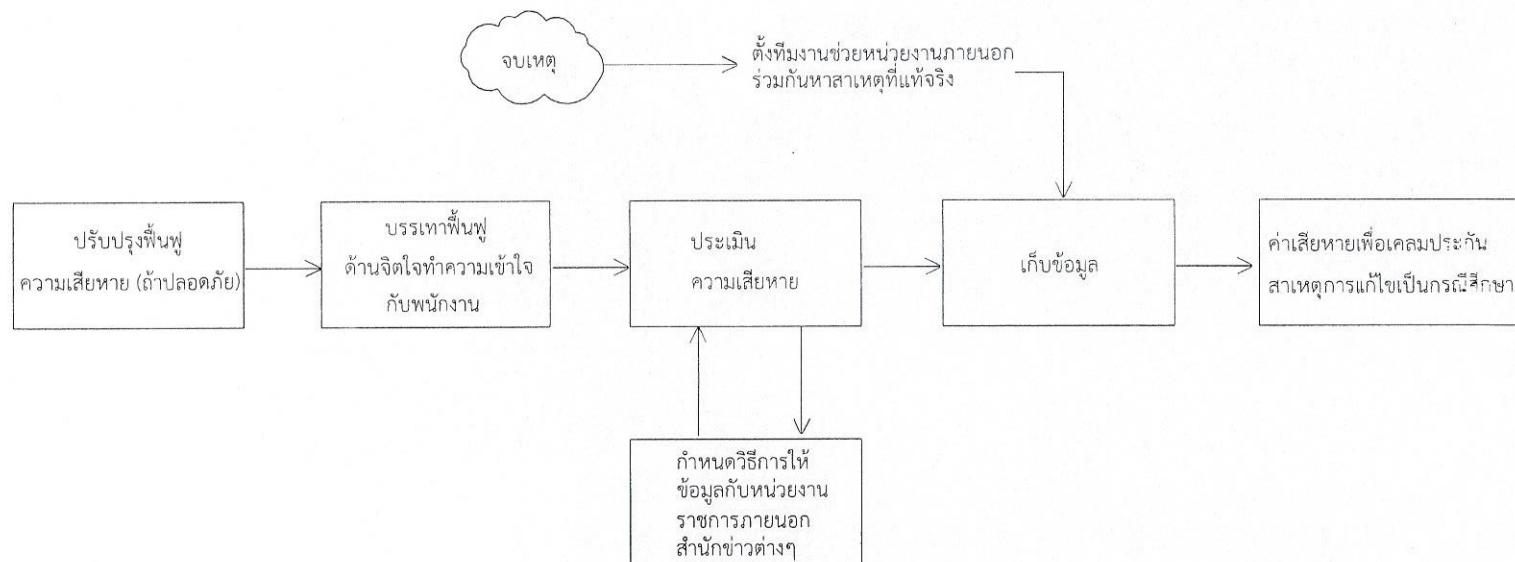 จบเหตุ
ตั้งทีมงานช่วยหน่วยงานภายนอก
ร่วมกันหาสาเหตุที่แท้จริง
ปรับปรุงฟื้นฟู
ความเสียหาย (ถ้าปลอดภัย)
บรรเทาฟื้นฟู
ด้านจิตใจทำความเข้าใจ
กับพนักงาน
ประเมิน
ความเสียหาย
เก็บข้อมูล
ค่าเสียหายเพื่อเคลมประกัน
สาเหตุการแก้ไขเป็นกรณีศึกษา
กำหนดวิธีการให้
ข้อมูลกับหน่วยงาน
ราชการภายนอก
สำนักข่าวต่างๆ